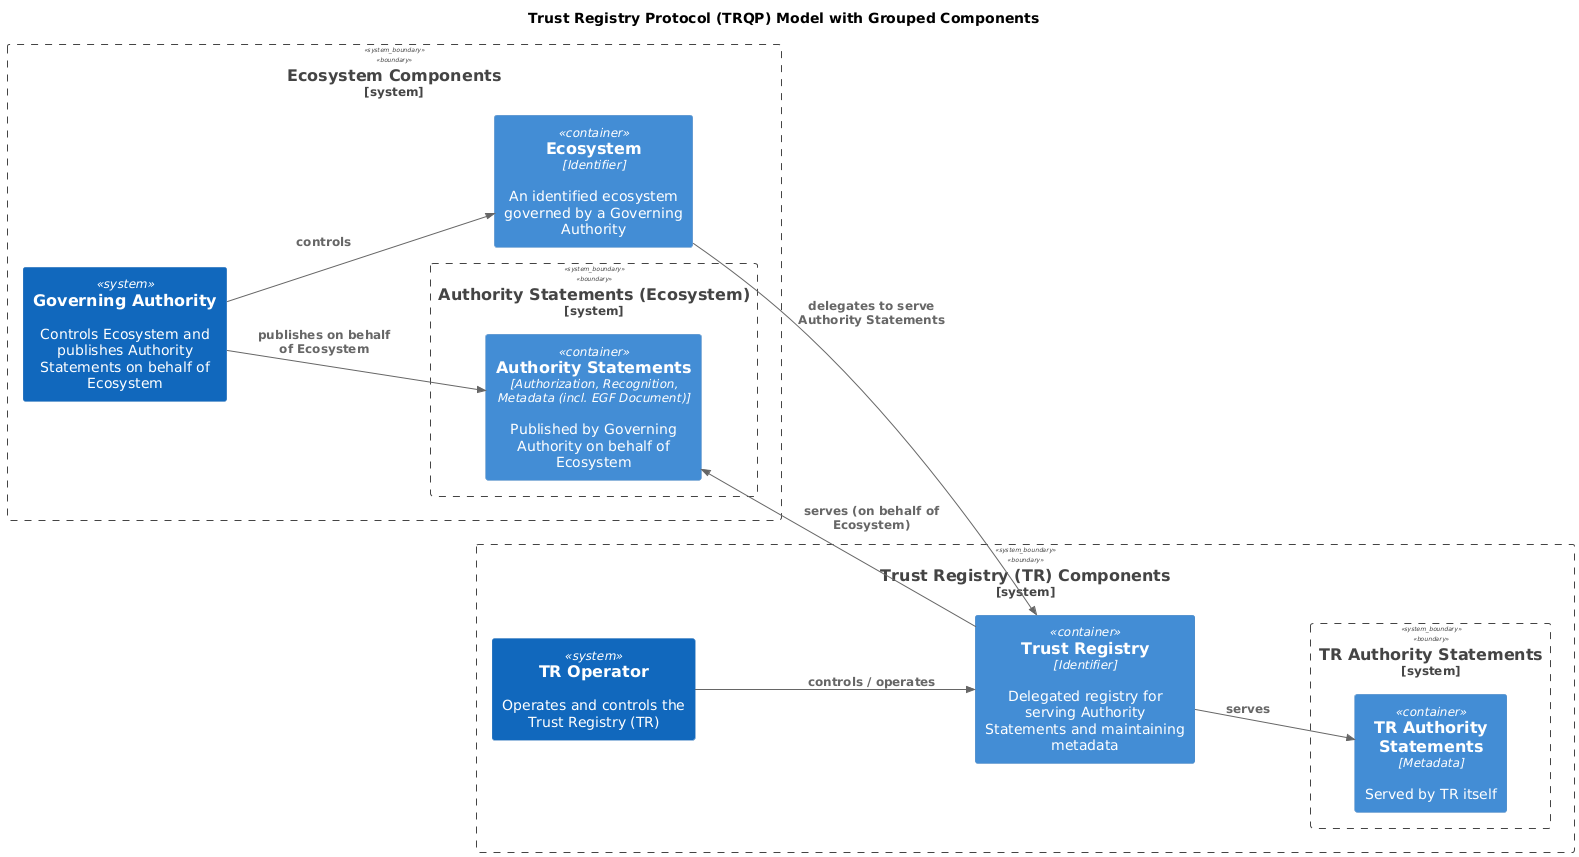 Trust Registry Protocol (TRQP) Model with Grouped Components
«system_boundary»
«boundary»
Ecosystem Components
[system]
«container»
Ecosystem
[Identifier]
An identified ecosystem
governed by a Governing
Authority
controls
«system»
Governing Authority
Controls Ecosystem and
publishes Authority
Statements on behalf of
Ecosystem
publishes on behalf
of Ecosystem
«system_boundary»
«boundary»
Authority Statements (Ecosystem)
[system]
«container»
Authority Statements
[Authorization, Recognition,
Metadata (incl. EGF Document)]
Published by Governing
Authority on behalf of
Ecosystem
delegates to serve
Authority Statements
serves (on behalf of
Ecosystem)
«system_boundary»
«boundary»
Trust Registry (TR) Components
[system]
«system»
TR Operator
Operates and controls the
Trust Registry (TR)
controls / operates
«container»
Trust Registry
[Identifier]
Delegated registry for
serving Authority
Statements and maintaining
metadata
serves
«system_boundary»
«boundary»
TR Authority Statements
[system]
«container»
TR Authority
Statements
[Metadata]
Served by TR itself